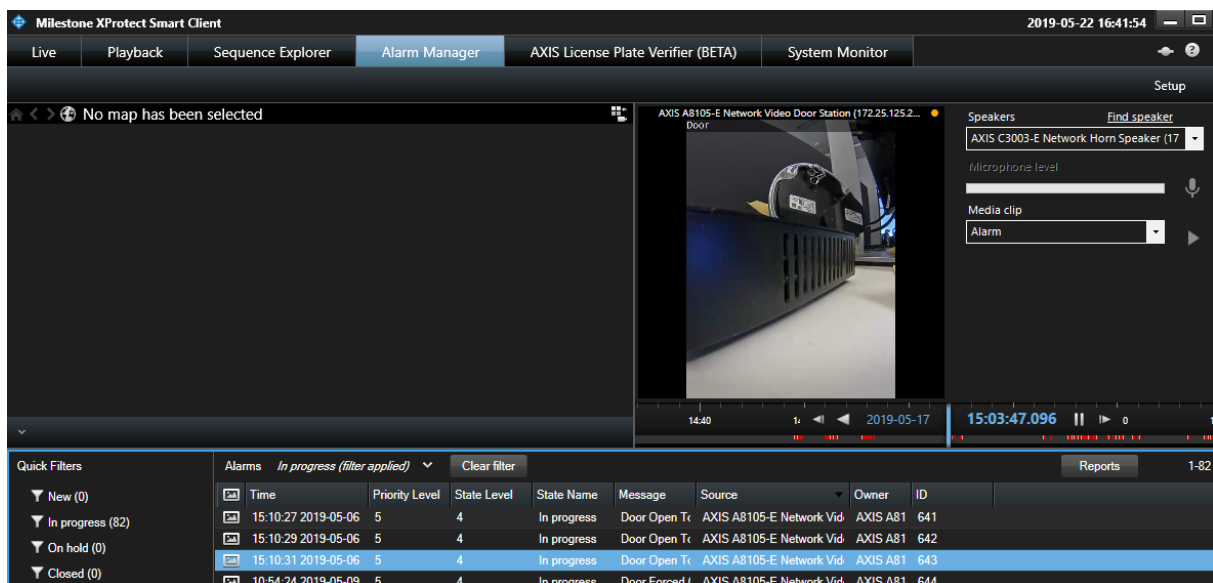 Milestone XProtect Smart Client 2019-05-22 16:41:54
Live Playback Sequence Explorer Alarm Manager AXIS License Plate Verifier (BETA) System Monitor
Setup
No map has been selected
AXIS A8105-E Network Video Door Station (172.25.125.2...
Door
Speakers Find speaker
AXIS C3003-E Network Horn Speaker (17
Microphone level
Media clip
Alarm
14:40 2019-05-17 15:03:47.096
Quick Filters Alarms In progress (filter applied) Clear filter Reports 1-82
New (0)
In progress (82)
On hold (0)
Closed (0)
Time Priority Level State Level State Name Message Source Owner ID
15:10:27 2019-05-06 5 4 In progress Door Open To AXIS A8105-E Network Vid AXIS A81 641
15:10:29 2019-05-06 5 4 In progress Door Open To AXIS A8105-E Network Vid AXIS A81 642
15:10:31 2019-05-06 5 4 In progress Door Open To AXIS A8105-E Network Vid AXIS A81 643
10:54:24 2019-05-09 5 4 In progress Door Forced ( AXIS A8105-E Network Vid AXIS A81 644